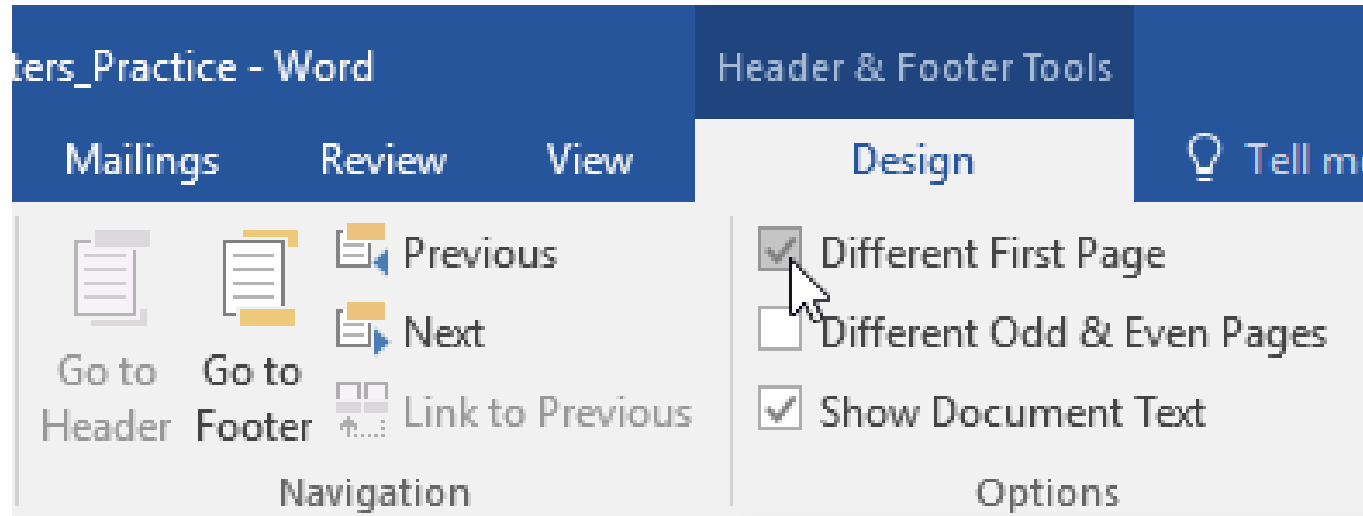 ters_Practice - Word
Header & Footer Tools
Mailings
Review
View
Design
Tell
Go to
Header
Go to
Footer
Previous
Next
Link to Previous
Navigation
Different First Page
Different Odd & Even Pages
Show Document Text
Options